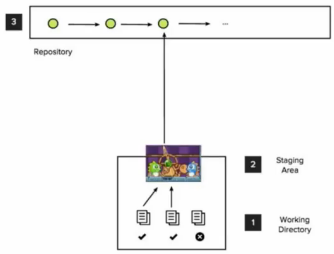 3
...
Repository
2
Staging
Area
1
Working
Directory